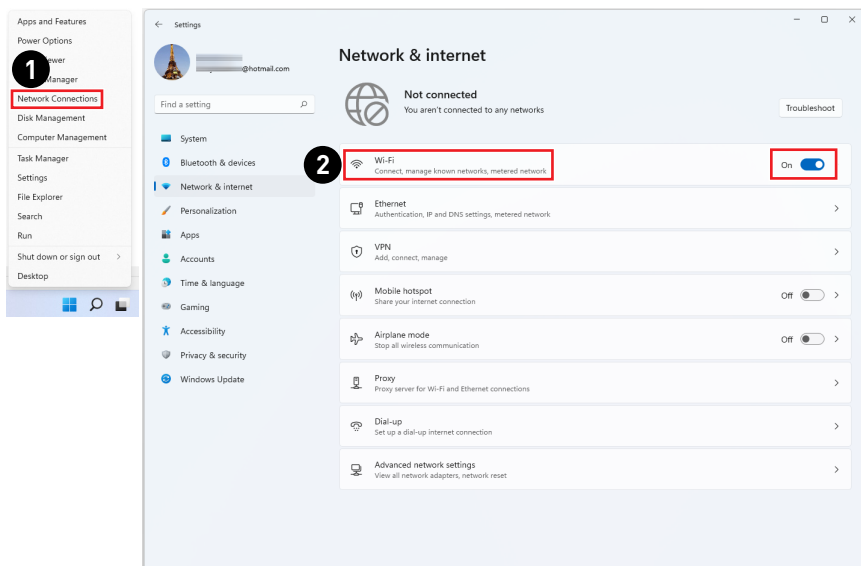 Apps and Features
Power Options
ewer
1
Manager
Network Connections
Disk Management
Computer Management
Task Manager
Settings
File Explorer
Search
Run
Shut down or sign out
Desktop
Settings
@hotmail.com
Find a setting
System
Bluetooth & devices
Network & internet
Personalization
Apps
Accounts
Time & language
Gaming
Accessibility
Privacy & security
Windows Update
Network & internet
Not connected
You aren't connected to any networks
Troubleshoot
2
Wi-Fi
Connect, manage known networks, metered network
On
Ethernet
Authentication, IP and DNS settings, metered network
VPN
Add, connect, manage
Mobile hotspot
Share your internet connection
Off
Airplane mode
Stop all wireless communication
Off
Proxy
Proxy server for Wi-Fi and Ethernet connections
Dial-up
Set up a dial-up internet connection
Advanced network settings
View all network adapters, network reset